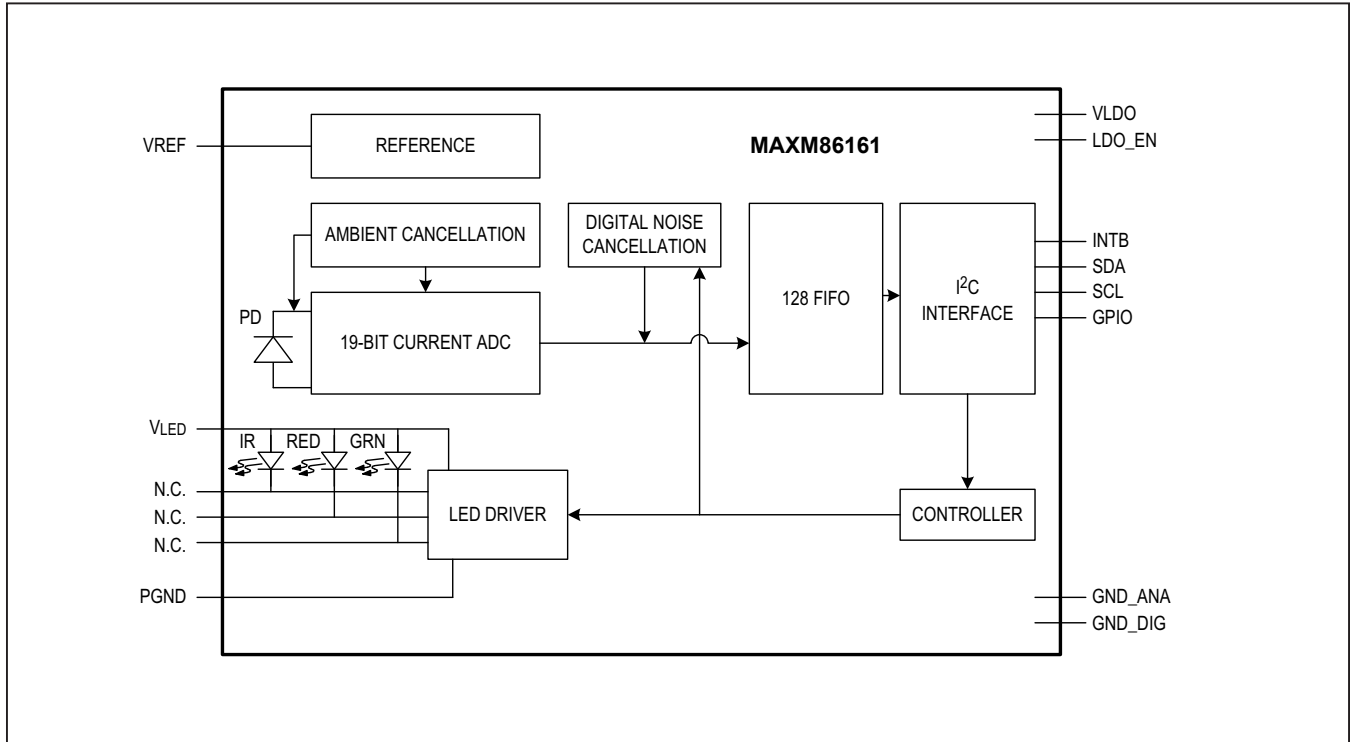 VLDO
VREF
REFERENCE
MAXM86161
LDO_EN
AMBIENT CANCELLATION
DIGITAL NOISE
CANCELLATION
INTB
SDA
PD
19-BIT CURRENT ADC
128 FIFO
I²C
INTERFACE
SCL
GPIO
VLED
IR
RED
GRN
N.C.
N.C.
N.C.
LED DRIVER
CONTROLLER
PGND
GND_ANA
GND_DIG